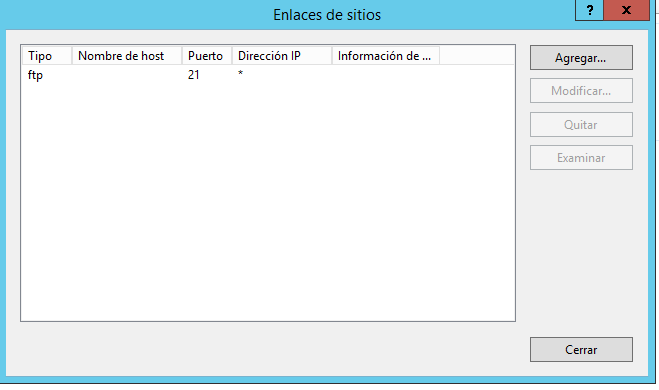 Enlaces de sitios
? x
Tipo Nombre de host Puerto Dirección IP Información de ...
ftp 21 *
Agregar...
Modificar...
Quitar
Examinar
Cerrar